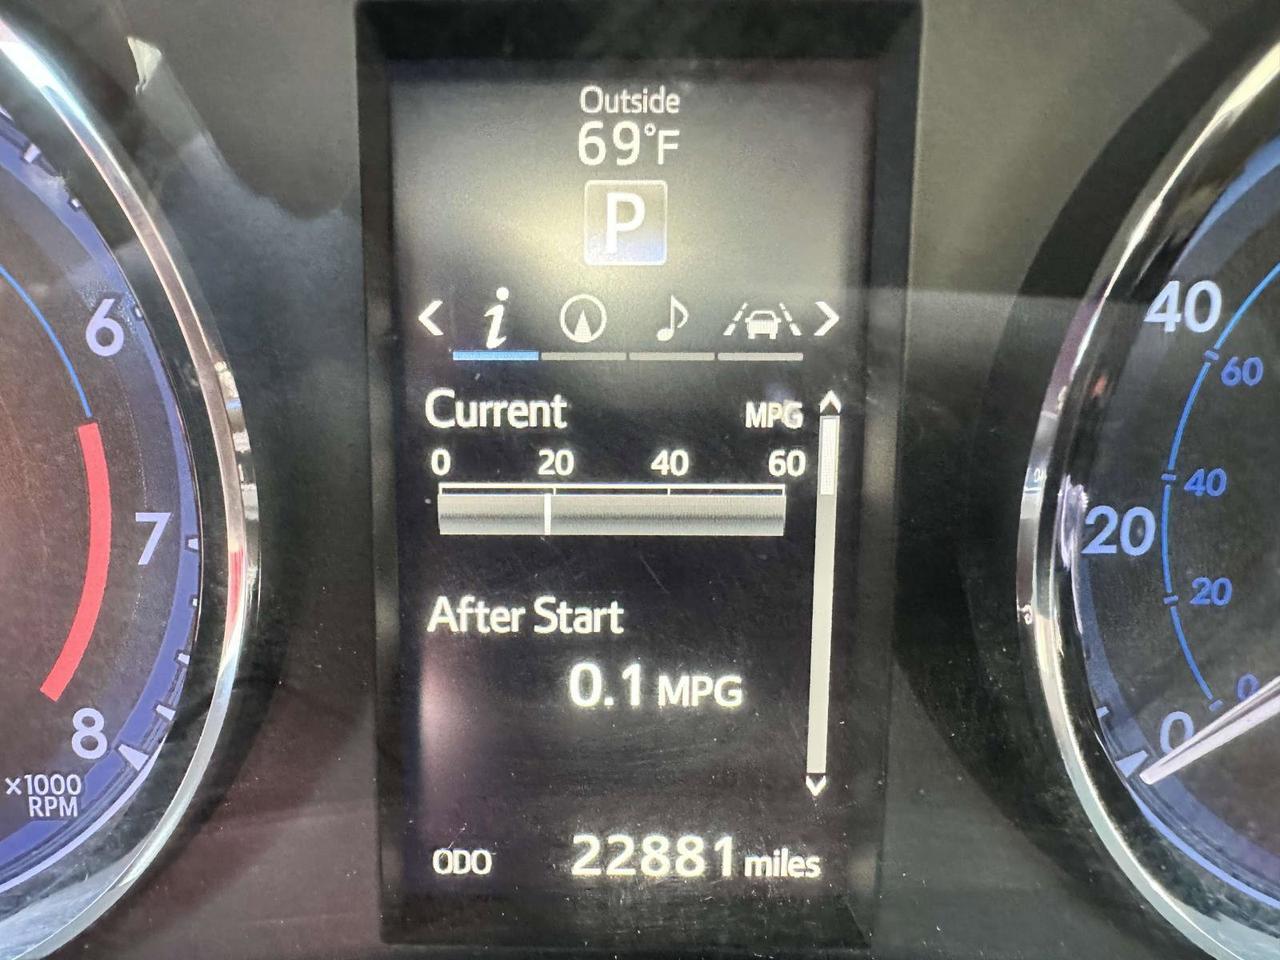 Outside
69°F
P
i
Current MPG
0 20 40 60
After Start
0.1 MPG
ODO 22881 miles
6
7
8
×1000
RPM
40
60
40
20
20
0
0